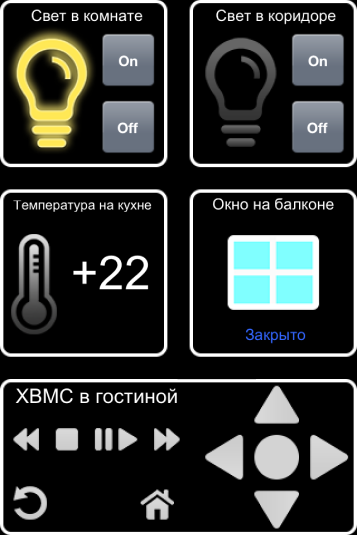 Свет в комнате
On
Off
Свет в коридоре
On
Off
Температура на кухне
+22
Окно на балконе
Закрыто
XBMC в гостиной